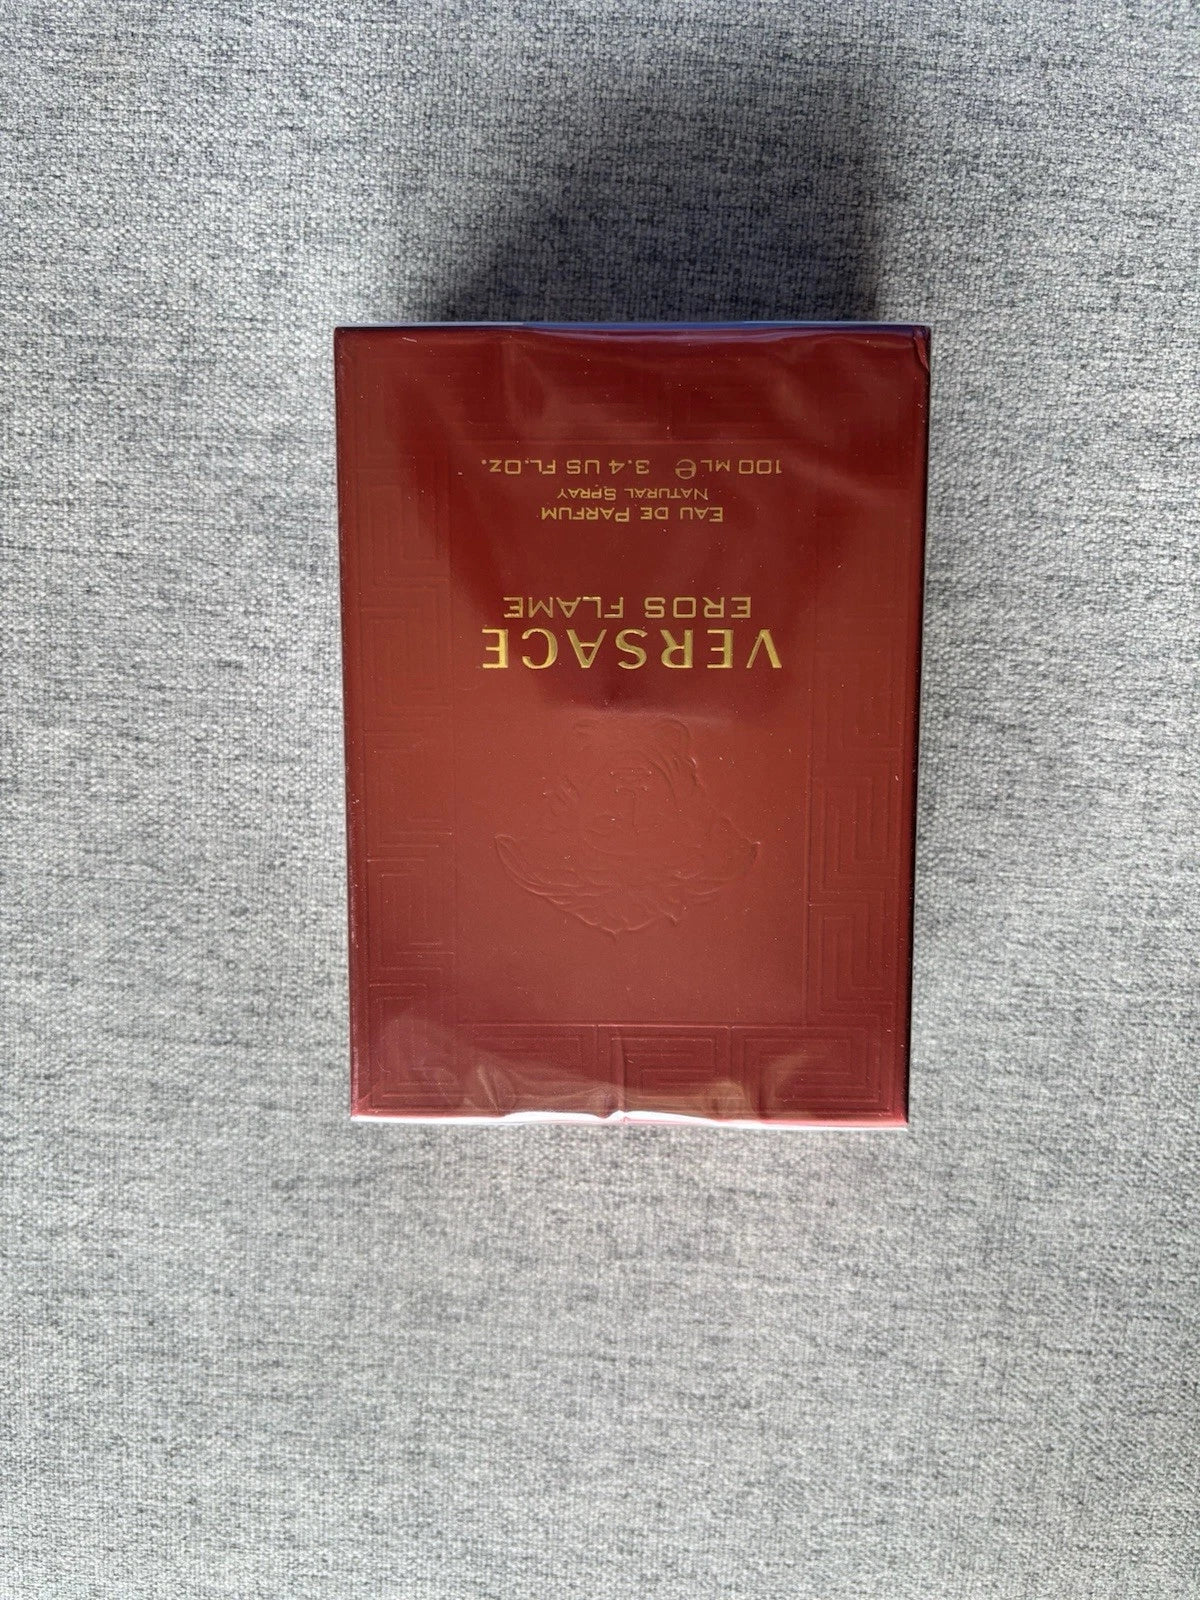 VERSACE
EROS FLAME
EAU DE PARFUM
NATURAL SPRAY
100 ML e 3.4 US FL.OZ.